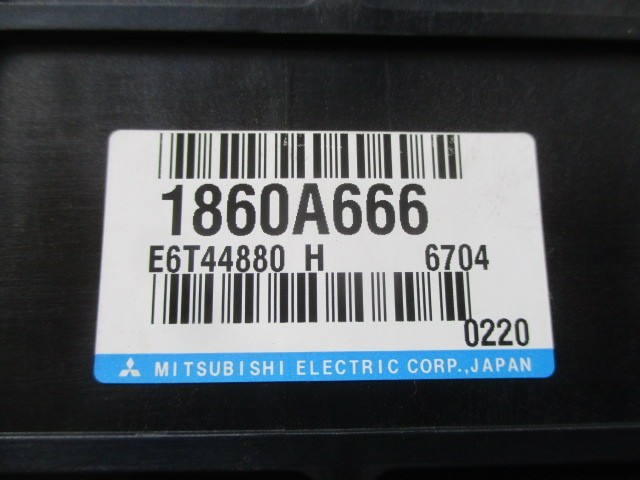 1860A666
E6T44880 H 6704
0220
MITSUBISHI ELECTRIC CORP.,JAPAN